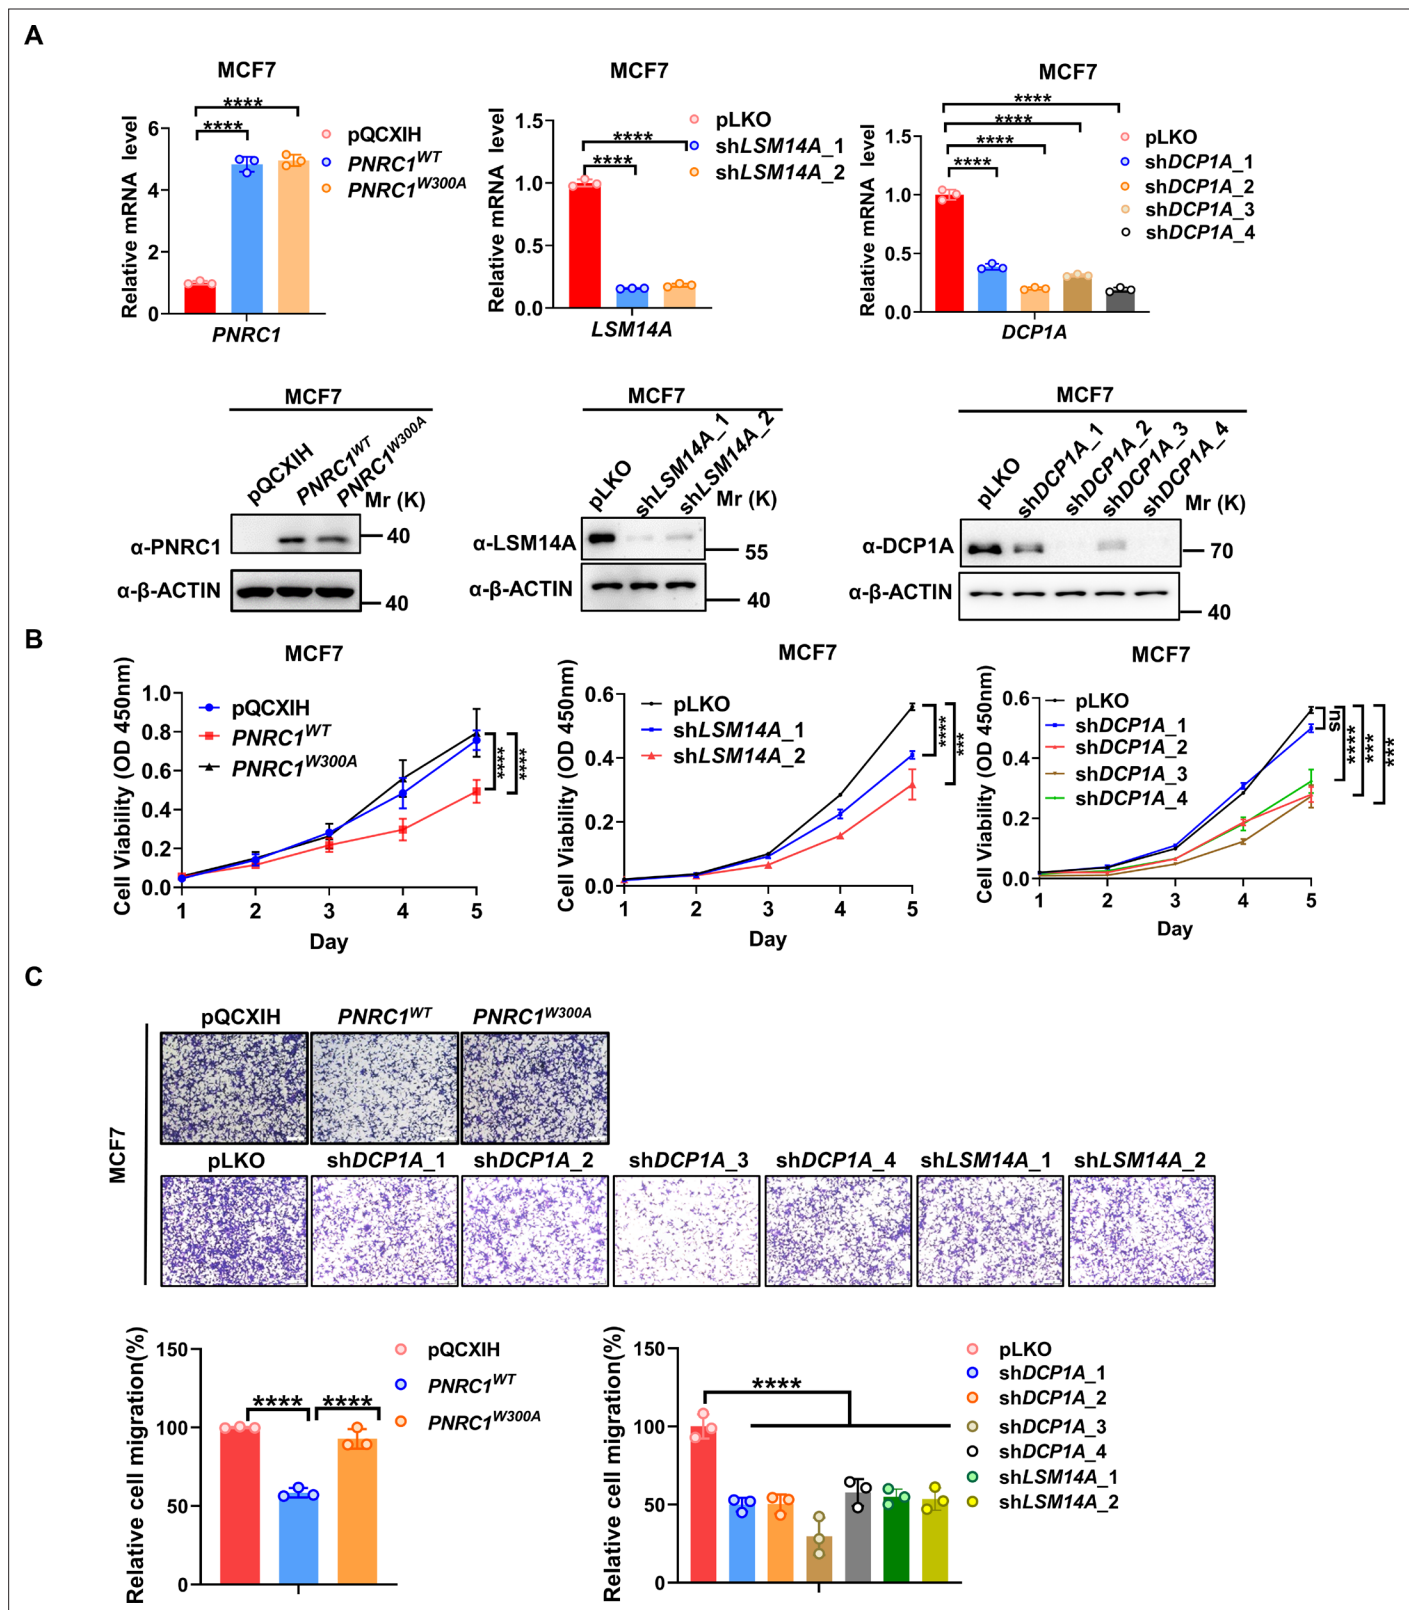 A
MCF7
Relative mRNA level
6
4
2
0
****
****
pQCXIH
PNRC1WT
PNRC1W300A
PNRC1
MCF7
Relative mRNA level
1.5
1.0
0.5
0.0
****
****
pLKO
shLSM14A_1
shLSM14A_2
LSM14A
MCF7
Relative mRNA level
1.5
1.0
0.5
0.0
****
****
****
****
pLKO
shDCP1A_1
shDCP1A_2
shDCP1A_3
shDCP1A_4
DCP1A
MCF7
pQCXIH
PNRC1WT
PNRC1W300A
Mr (K)
α-PNRC1
40
α-β-ACTIN
40
MCF7
pLKO
shLSM14A_1
shLSM14A_2
Mr (K)
α-LSM14A
55
α-β-ACTIN
40
MCF7
pLKO
shDCP1A_1
shDCP1A_2
shDCP1A_3
shDCP1A_4
Mr (K)
α-DCP1A
70
α-β-ACTIN
40
B
MCF7
Cell Viability (OD 450nm)
1.0
0.8
0.6
0.4
0.2
0.0
pQCXIH
PNRC1WT
PNRC1W300A
****
****
1 2 3 4 5
Day
MCF7
Cell Viability (OD 450nm)
0.6
0.4
0.2
0.0
pLKO
shLSM14A_1
shLSM14A_2
****
***
1 2 3 4 5
Day
MCF7
Cell Viability (OD 450nm)
0.6
0.4
0.2
0.0
pLKO
shDCP1A_1
shDCP1A_2
shDCP1A_3
shDCP1A_4
ns
****
***
***
1 2 3 4 5
Day
C
MCF7
pQCXIH PNRC1WT PNRC1W300A
pLKO shDCP1A_1 shDCP1A_2 shDCP1A_3 shDCP1A_4 shLSM14A_1 shLSM14A_2
Relative cell migration(%)
150
100
50
0
**** ****
pQCXIH
PNRC1WT
PNRC1W300A
Relative cell migration(%)
150
100
50
0
****
pLKO
shDCP1A_1
shDCP1A_2
shDCP1A_3
shDCP1A_4
shLSM14A_1
shLSM14A_2